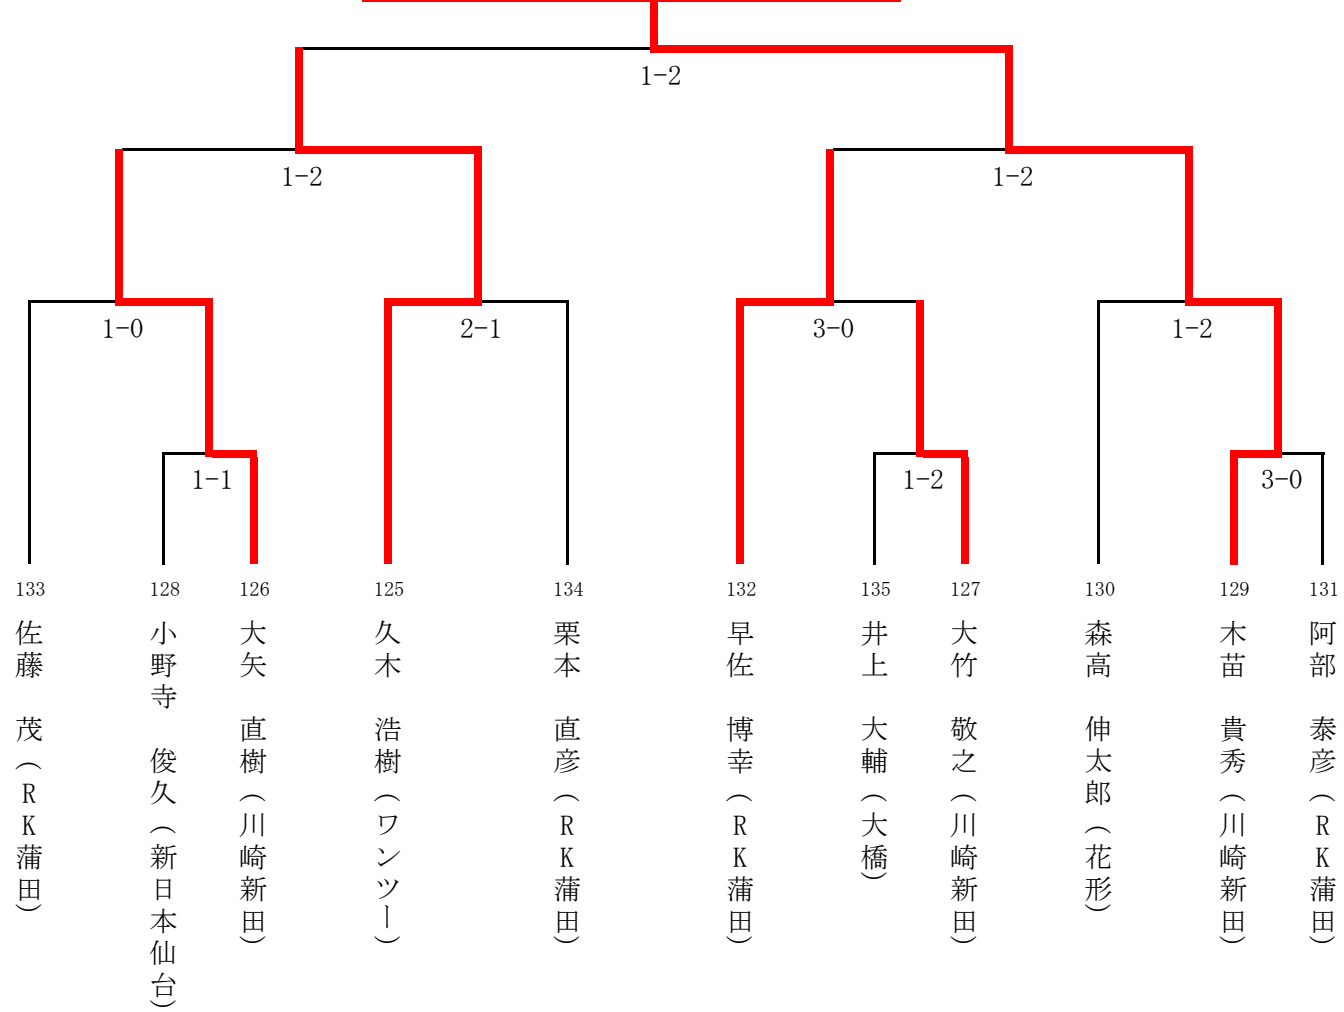 1-2
1-2
1-2
1-0
2-1
3-0
1-2
1-1
1-2
3-0
133
128
126
125
134
132
135
127
130
129
131
佐藤　茂（RK蒲田）
小野寺　俊久（新日本仙台）
大矢　直樹（川崎新田）
久木　浩樹（ワンツー）
栗本　直彦（RK蒲田）
早佐　博幸（RK蒲田）
井上　大輔（大橋）
大竹　敬之（川崎新田）
森高　伸太郎（花形）
木苗　貴秀（川崎新田）
阿部　泰彦（RK蒲田）